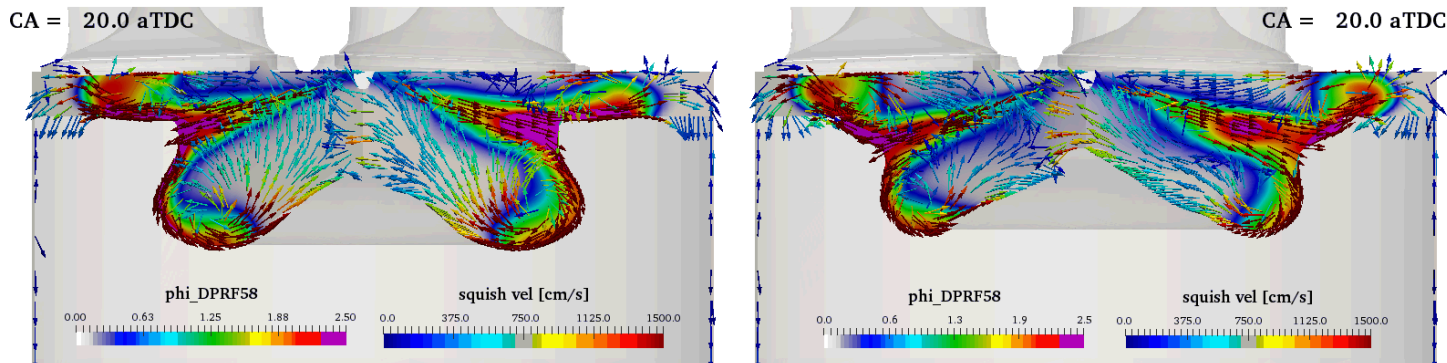 CA = 20.0 aTDC
CA = 20.0 aTDC
phi_DPRF58
squish vel [cm/s]
0.00 0.63 1.25 1.88 2.50
0.0 375.0 750.0 1125.0 1500.0
phi_DPRF58
squish vel [cm/s]
0.0 0.6 1.3 1.9 2.5
0.0 375.0 750.0 1125.0 1500.0